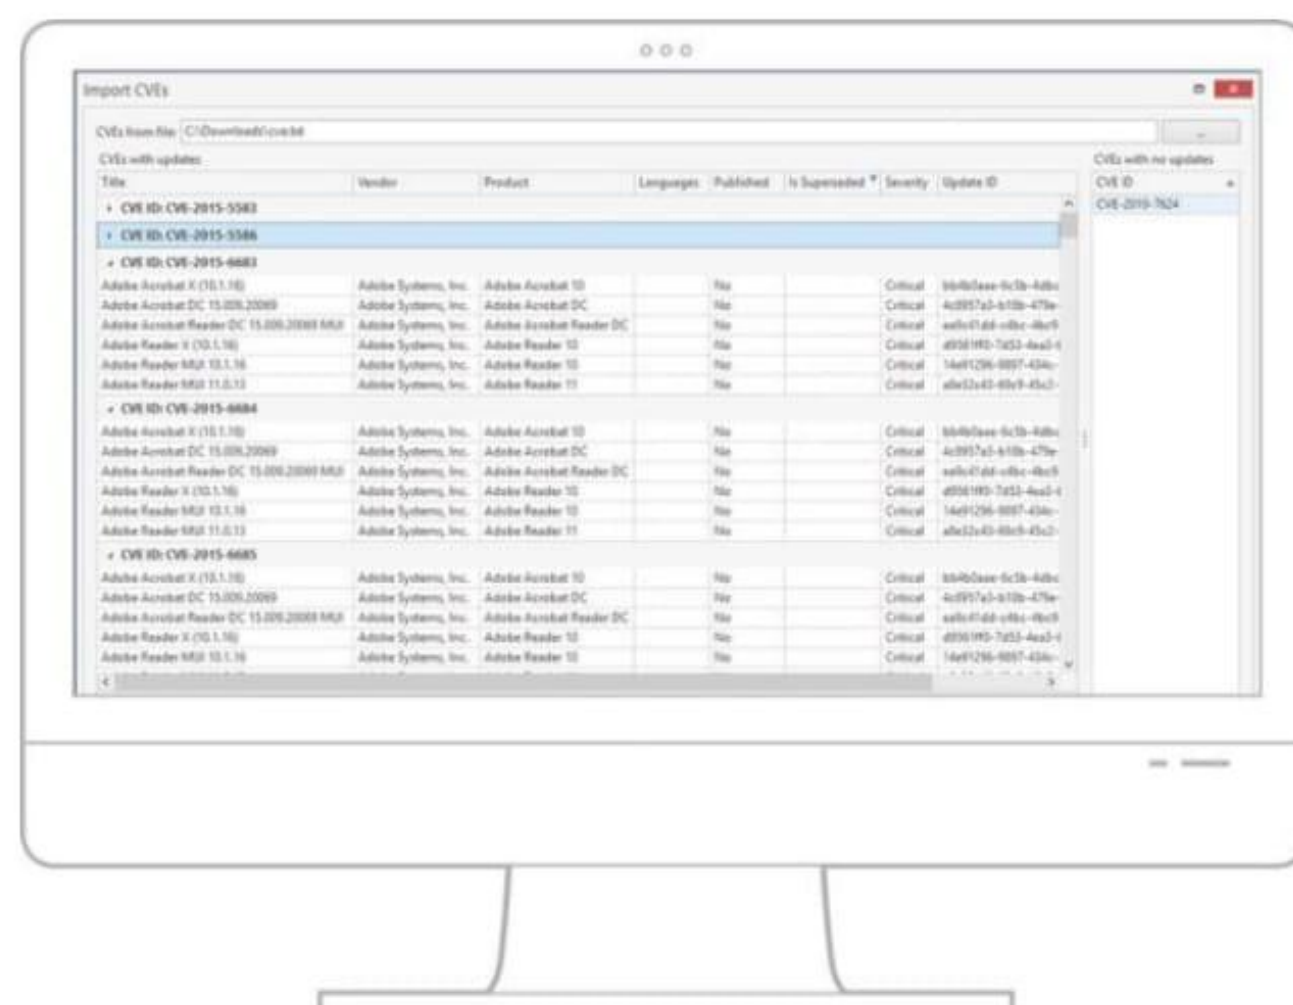 Import CVEs
CVEs from file: C:\Downloads\cve.txt ...
CVEs with updates CVEs with no updates
Title Vendor Product Languages Published Is Superseded Severity Update ID CVE ID
CVE ID: CVE-2015-5583 CVE-2010-7624
CVE ID: CVE-2015-5586
CVE ID: CVE-2015-6683
Adobe Acrobat X (10.1.16) Adobe Systems, Inc. Adobe Acrobat 10 No Critical
Adobe Acrobat DC 15.009.20069 Adobe Systems, Inc. Adobe Acrobat DC No Critical
Adobe Acrobat Reader DC 15.009.20069 MUI Adobe Systems, Inc. Adobe Acrobat Reader DC No Critical
Adobe Reader X (10.1.16) Adobe Systems, Inc. Adobe Reader 10 No Critical
Adobe Reader MUI 10.1.16 Adobe Systems, Inc. Adobe Reader 10 No Critical
Adobe Reader MUI 11.0.13 Adobe Systems, Inc. Adobe Reader 11 No Critical
CVE ID: CVE-2015-6684
Adobe Acrobat X (10.1.16) Adobe Systems, Inc. Adobe Acrobat 10 No Critical
Adobe Acrobat DC 15.009.20069 Adobe Systems, Inc. Adobe Acrobat DC No Critical
Adobe Acrobat Reader DC 15.009.20069 MUI Adobe Systems, Inc. Adobe Acrobat Reader DC No Critical
Adobe Reader X (10.1.16) Adobe Systems, Inc. Adobe Reader 10 No Critical
Adobe Reader MUI 10.1.16 Adobe Systems, Inc. Adobe Reader 10 No Critical
Adobe Reader MUI 11.0.13 Adobe Systems, Inc. Adobe Reader 11 No Critical
CVE ID: CVE-2015-6685
Adobe Acrobat X (10.1.16) Adobe Systems, Inc. Adobe Acrobat 10 No Critical
Adobe Acrobat DC 15.009.20069 Adobe Systems, Inc. Adobe Acrobat DC No Critical
Adobe Acrobat Reader DC 15.009.20069 MUI Adobe Systems, Inc. Adobe Acrobat Reader DC No Critical
Adobe Reader X (10.1.16) Adobe Systems, Inc. Adobe Reader 10 No Critical
Adobe Reader MUI 10.1.16 Adobe Systems, Inc. Adobe Reader 10 No Critical